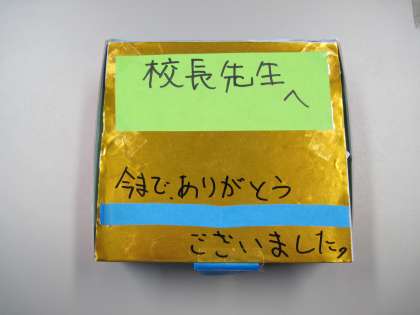 校長先生
へ
今まで、ありがとう
ございました。